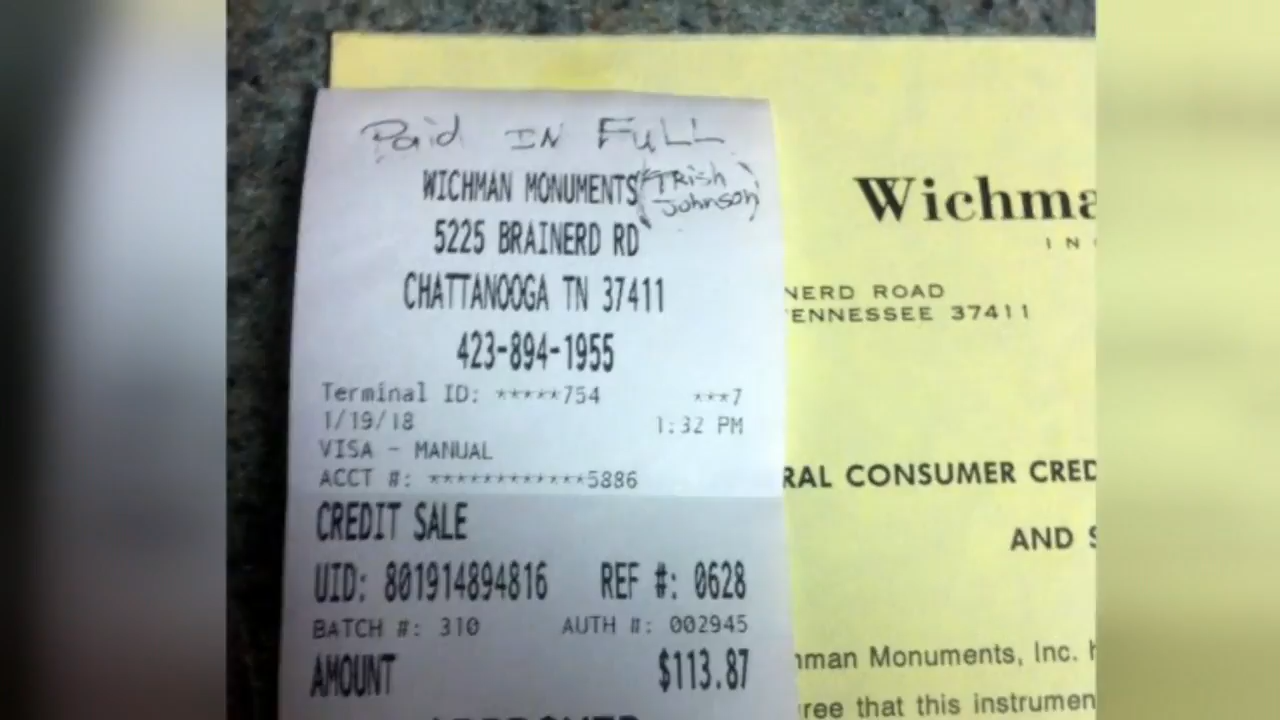 Paid IN FULL
WICHMAN MONUMENTS (TRish
Johnson)
5225 BRAINERD RD
CHATTANOOGA TN 37411
423-894-1955
Terminal ID: *****754 ***7
1/19/18 1:32 PM
VISA - MANUAL
ACCT #: ************5886
CREDIT SALE
UID: 801914894816 REF #: 0628
BATCH #: 310 AUTH #: 002945
AMOUNT $113.87
Wichma
IN
NERD ROAD
ENNESSEE 37411
RAL CONSUMER CRED
AND S
man Monuments, Inc. h
ree that this instrumen